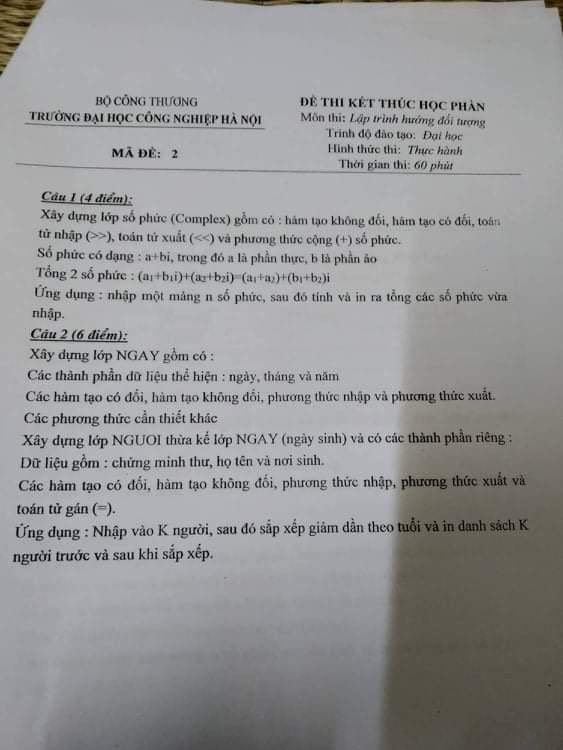 BỘ CÔNG THƯƠNG
TRƯỜNG ĐẠI HỌC CÔNG NGHIỆP HÀ NỘI
MÃ ĐỀ: 2
ĐỀ THI KẾT THÚC HỌC PHẦN
Môn thi: Lập trình hướng đối tượng
Trình độ đào tạo: Đại học
Hình thức thi: Thực hành
Thời gian thi: 60 phút
Câu 1 (4 điểm):
Xây dựng lớp số phức (Complex) gồm có : hàm tạo không đối, hàm tạo có đối, toán
tử nhập (>>), toán tử xuất (<<) và phương thức cộng (+) số phức.
Số phức có dạng : a+bi, trong đó a là phần thực, b là phần ảo
Tổng 2 số phức : (a₁+b₁i)+(a₂+b₂i)=(a₁+a₂)+(b₁+b₂)i
Ứng dụng : nhập một mảng n số phức, sau đó tính và in ra tổng các số phức vừa
nhập.
Câu 2 (6 điểm):
Xây dựng lớp NGAY gồm có :
Các thành phần dữ liệu thể hiện : ngày, tháng và năm
Các hàm tạo có đối, hàm tạo không đối, phương thức nhập và phương thức xuất.
Các phương thức cần thiết khác
Xây dựng lớp NGUOI thừa kế lớp NGAY (ngày sinh) và có các thành phần riêng :
Dữ liệu gồm : chứng minh thư, họ tên và nơi sinh.
Các hàm tạo có đối, hàm tạo không đối, phương thức nhập, phương thức xuất và
toán tử gán (=).
Ứng dụng : Nhập vào K người, sau đó sắp xếp giảm dần theo tuổi và in danh sách K
người trước và sau khi sắp xếp.